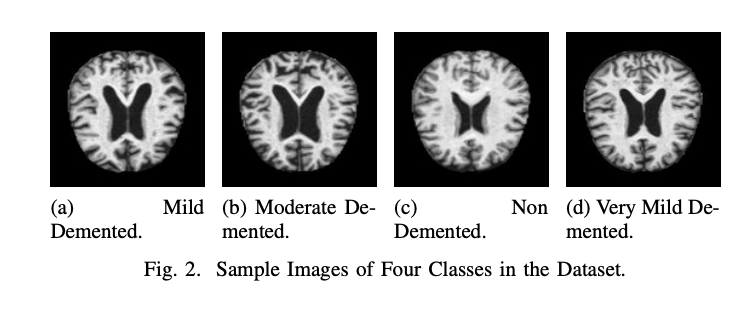 (a) Mild
Demented.
(b) Moderate De-
mented.
(c) Non
Demented.
(d) Very Mild De-
mented.
Fig. 2. Sample Images of Four Classes in the Dataset.